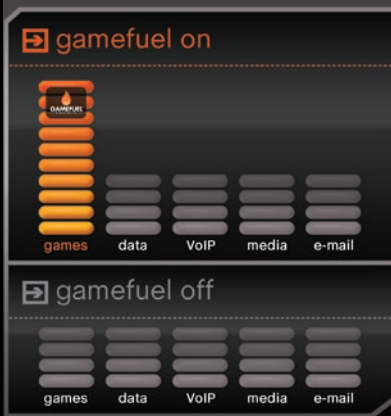 gamefuel on
GAMEFUEL
games data VoIP media e-mail
gamefuel off
games data VoIP media e-mail